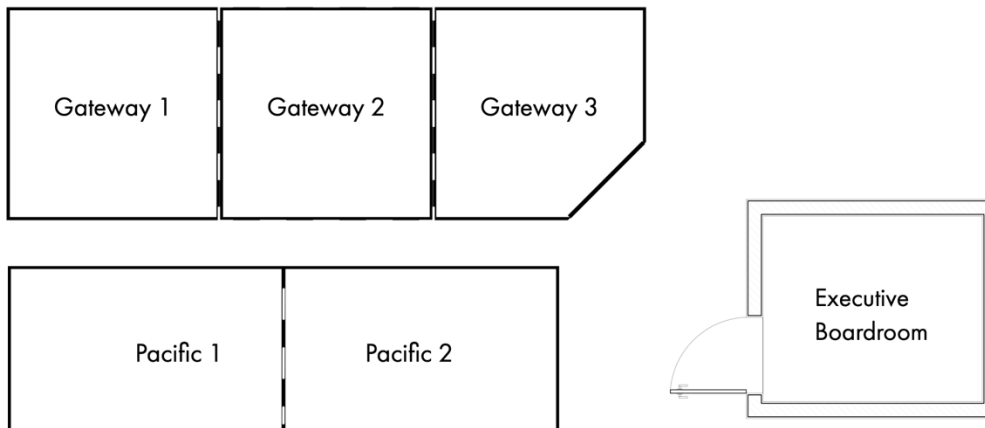 Gateway 1
Gateway 2
Gateway 3
Executive
Boardroom
Pacific 1
Pacific 2